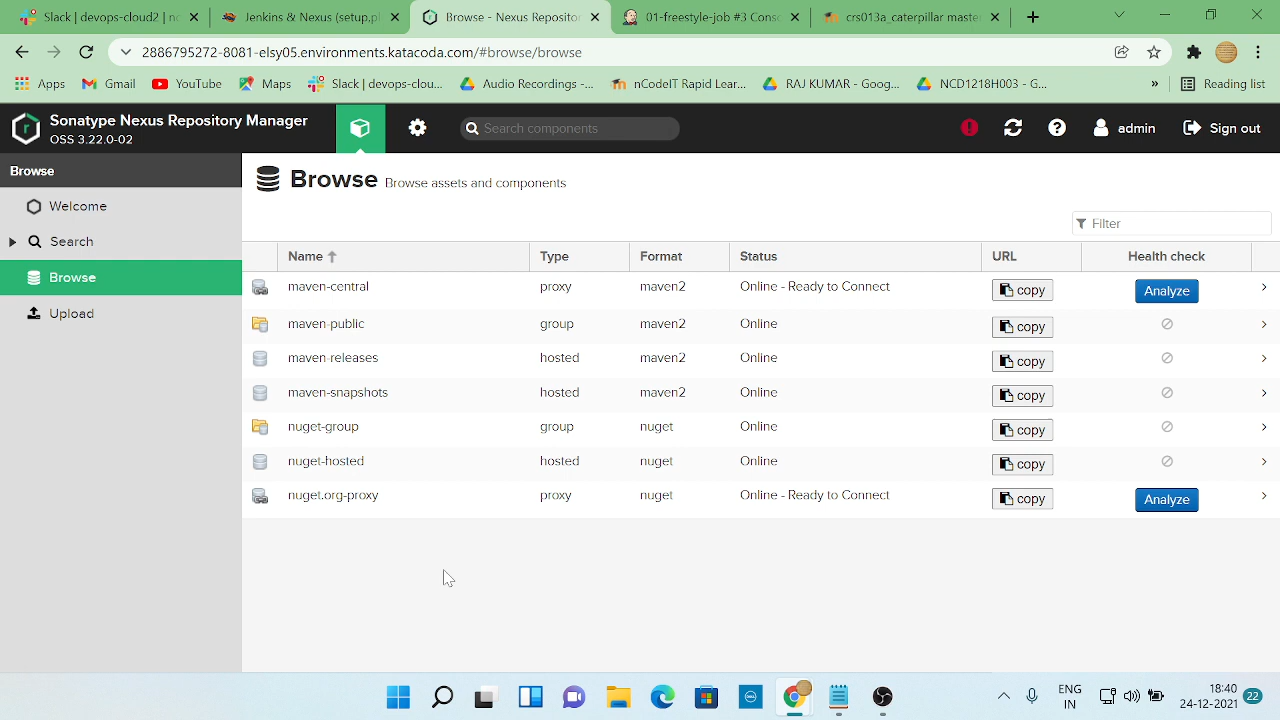 Slack | devops-cloud2 | nc
Jenkins & Nexus (setup.pl
Browse - Nexus Repositor
01-freestyle-job #3 Cons
crs013a_caterpillar maste
2886795272-8081-elsy05.environments.katacoda.com/#browse/browse
Apps
Gmail
YouTube
Maps
Slack | devops-clou...
Audio Recordings -...
nCodeIT Rapid Lear...
RAJ KUMAR - Goog...
NCD1218H003 - G...
»
Reading list
Sonatype Nexus Repository Manager
OSS 3.22.0-02
Search components
admin
Sign out
Browse
Welcome
Search
Browse
Upload
Browse Browse assets and components
Filter
Name Type Format Status URL Health check
maven-central proxy maven2 Online - Ready to Connect copy Analyze
maven-public group maven2 Online copy
maven-releases hosted maven2 Online copy
maven-snapshots hosted maven2 Online copy
nuget-group group nuget Online copy
nuget-hosted hosted nuget Online copy
nuget.org-proxy proxy nuget Online - Ready to Connect copy Analyze
ENG
IN
18:40
24-12-2021
22